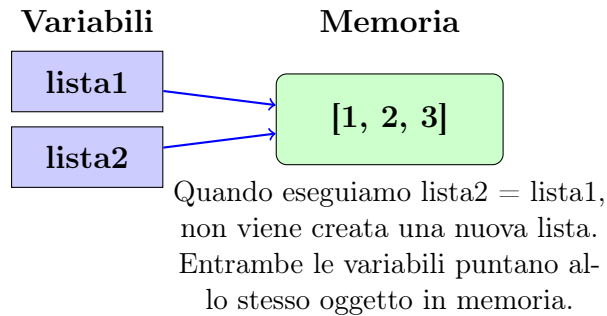 Variabili
Memoria
lista1
lista2
[1, 2, 3]
Quando eseguiamo lista2 = lista1,
non viene creata una nuova lista.
Entrambe le variabili puntano al-
lo stesso oggetto in memoria.